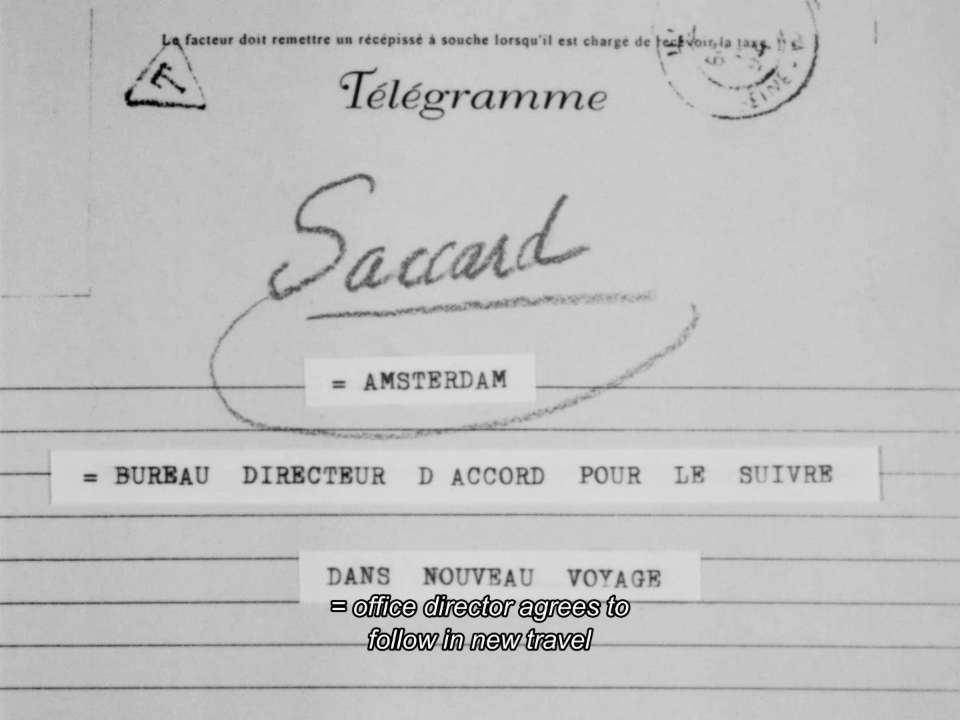 Le facteur doit remettre un récépissé à souche lorsqu'il est chargé de recevoir la taxe
T
Télégramme
Saccard
= AMSTERDAM
= BUREAU DIRECTEUR D ACCORD POUR LE SUIVRE
DANS NOUVEAU VOYAGE
= office director agrees to
follow in new travel